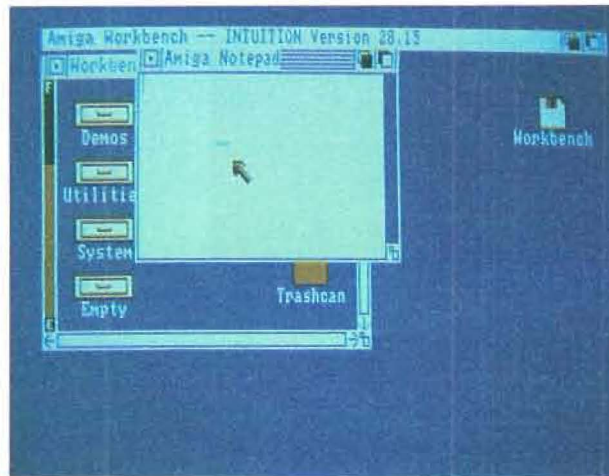 Amiga Workbench -- INTUITION Version 28.15
Workben
Amiga Notepad
Demos
Utilitie
System
Empty
Trashcan
Workbench